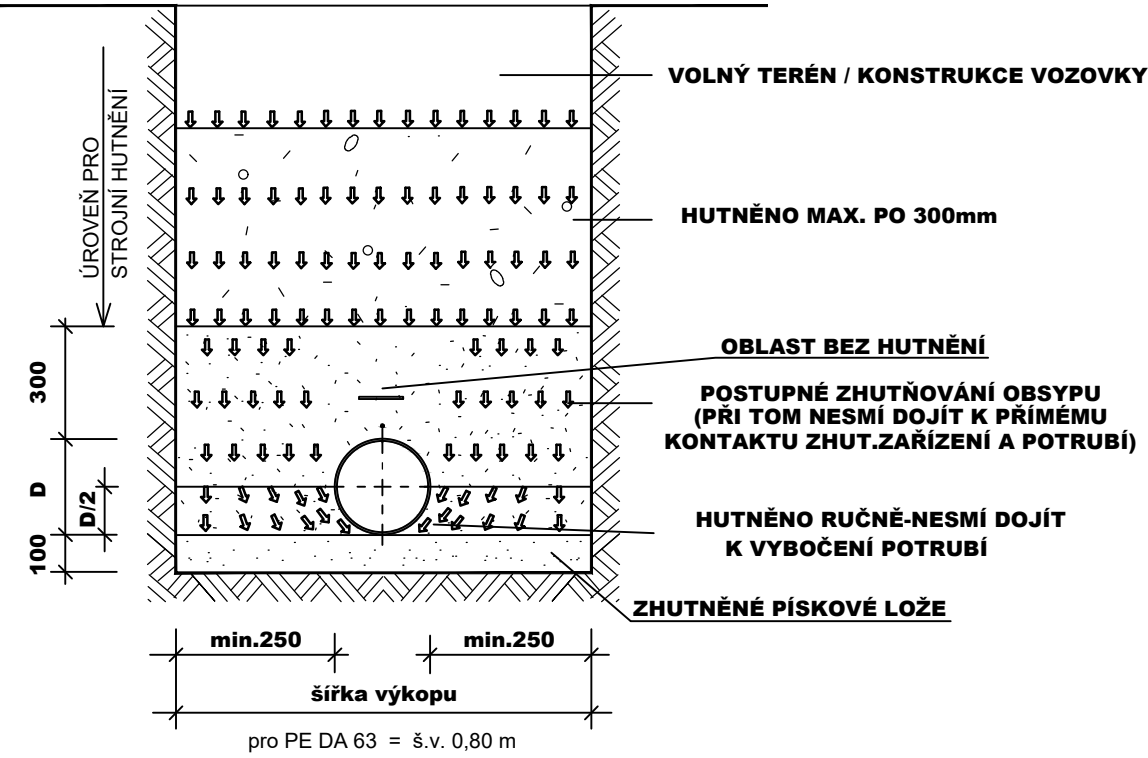 VOLNÝ TERÉN / KONSTRUKCE VOZOVKY
ÚROVEŇ PRO
STROJNÍ HUTNĚNÍ
HUTNĚNO MAX. PO 300mm
OBLAST BEZ HUTNĚNÍ
300
POSTUPNÉ ZHUTŇOVÁNÍ OBSYPU
(PŘI TOM NESMÍ DOJÍT K PŘÍMÉMU
KONTAKTU ZHUT.ZAŘÍZENÍ A POTRUBÍ)
D
D/2
HUTNĚNO RUČNĚ-NESMÍ DOJÍT
K VYBOČENÍ POTRUBÍ
100
ZHUTNĚNÉ PÍSKOVÉ LOŽE
min.250
min.250
šířka výkopu
pro PE DA 63 = š.v. 0,80 m